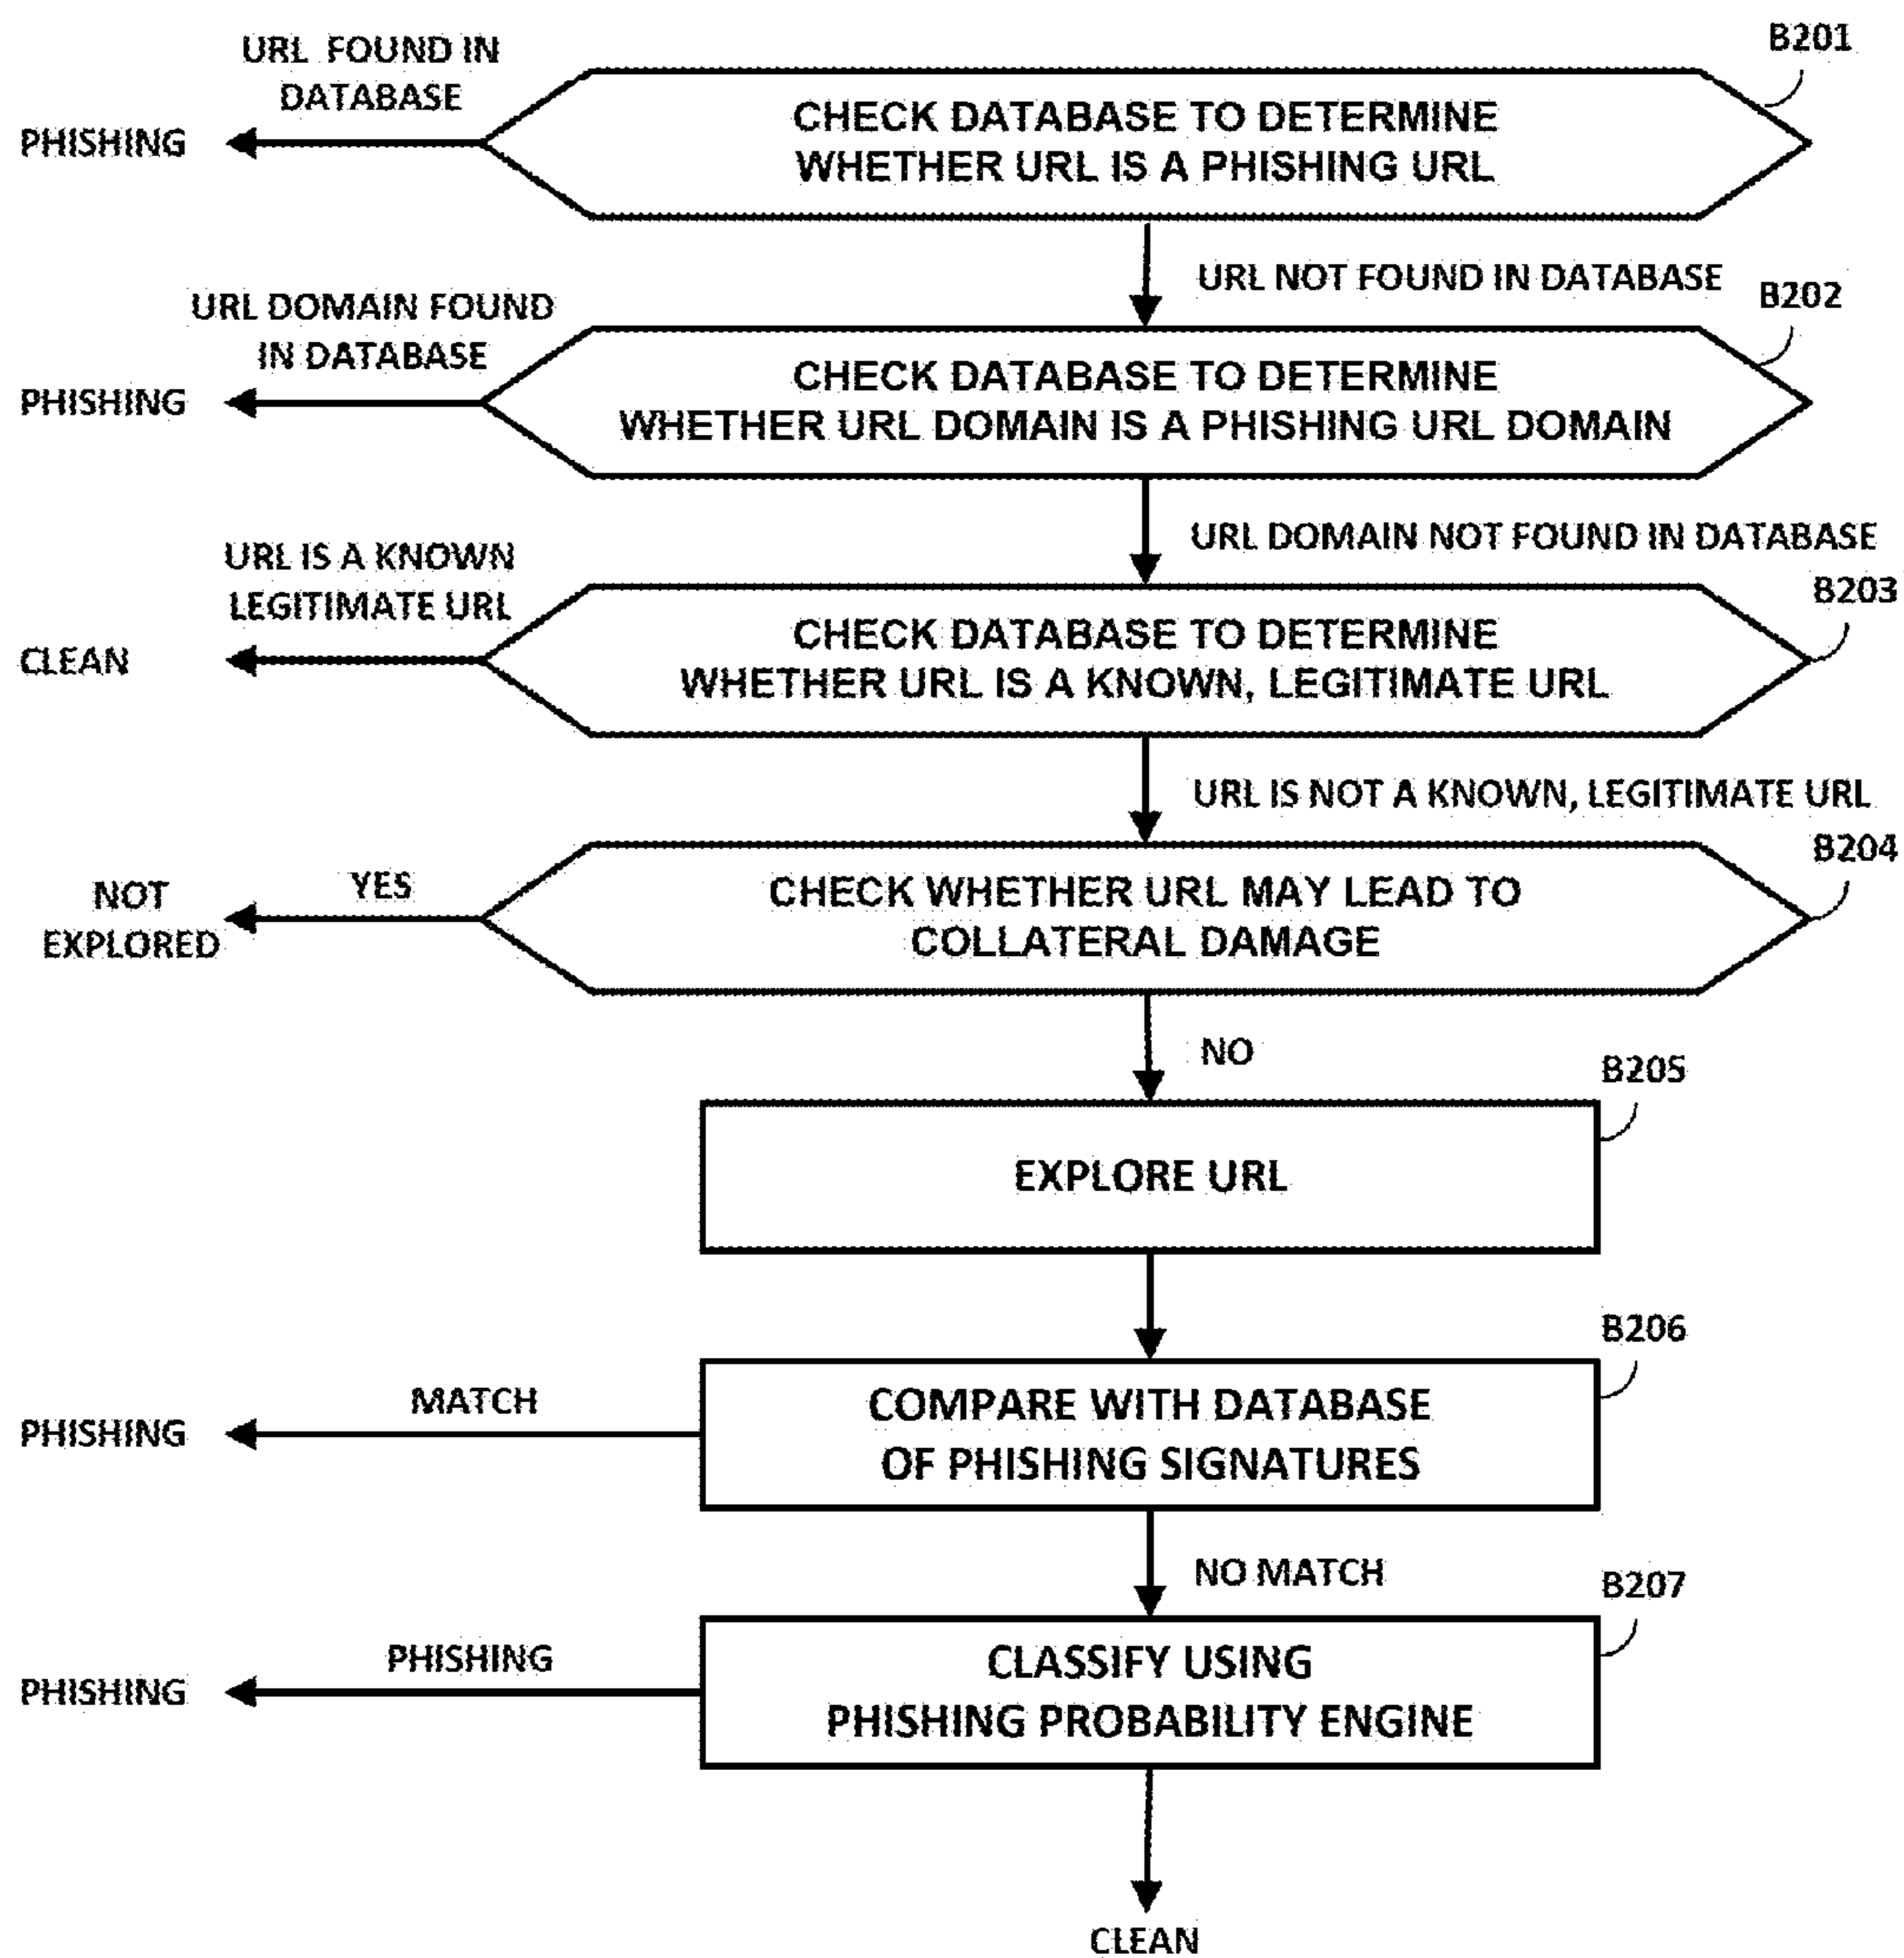 B201
URL FOUND IN
DATABASE
PHISHING
CHECK DATABASE TO DETERMINE
WHETHER URL IS A PHISHING URL
URL NOT FOUND IN DATABASE
B202
URL DOMAIN FOUND
IN DATABASE
PHISHING
CHECK DATABASE TO DETERMINE
WHETHER URL DOMAIN IS A PHISHING URL DOMAIN
URL DOMAIN NOT FOUND IN DATABASE
B203
URL IS A KNOWN
LEGITIMATE URL
CLEAN
CHECK DATABASE TO DETERMINE
WHETHER URL IS A KNOWN, LEGITIMATE URL
URL IS NOT A KNOWN, LEGITIMATE URL
B204
YES
NOT
EXPLORED
CHECK WHETHER URL MAY LEAD TO
COLLATERAL DAMAGE
NO
B205
EXPLORE URL
B206
MATCH
PHISHING
COMPARE WITH DATABASE
OF PHISHING SIGNATURES
NO MATCH
B207
PHISHING
PHISHING
CLASSIFY USING
PHISHING PROBABILITY ENGINE
CLEAN